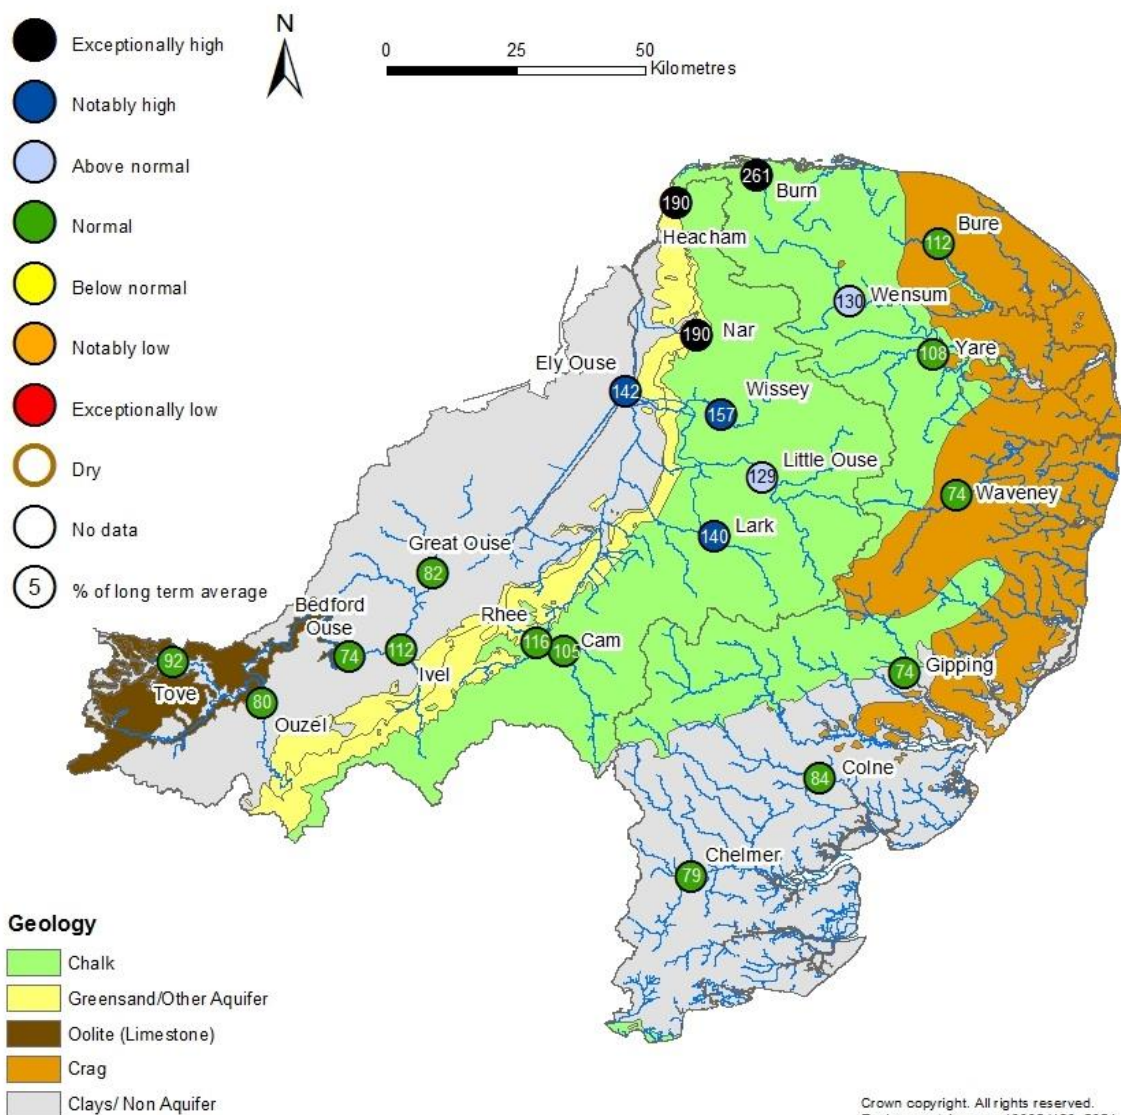 Exceptionally high
Notably high
Above normal
Normal
Below normal
Notably low
Exceptionally low
Dry
No data
5 % of long term average
N
0 25 50
Kilometres
261
Burn
190
Heacham
112
Bure
130
Wensum
190
Nar
108
Yare
Ely Ouse
142
Wissey
157
Little Ouse
129
74
Waveney
Lark
140
Great Ouse
82
Bedford
Ouse
74
Rhee
116
Cam
105
112
Ivel
92
Tove
80
Ouzel
74
Gipping
84
Colne
Chelmer
79
Geology
Chalk
Greensand/Other Aquifer
Oolite (Limestone)
Crag
Clays/ Non Aquifer
Crown copyright. All rights reserved.